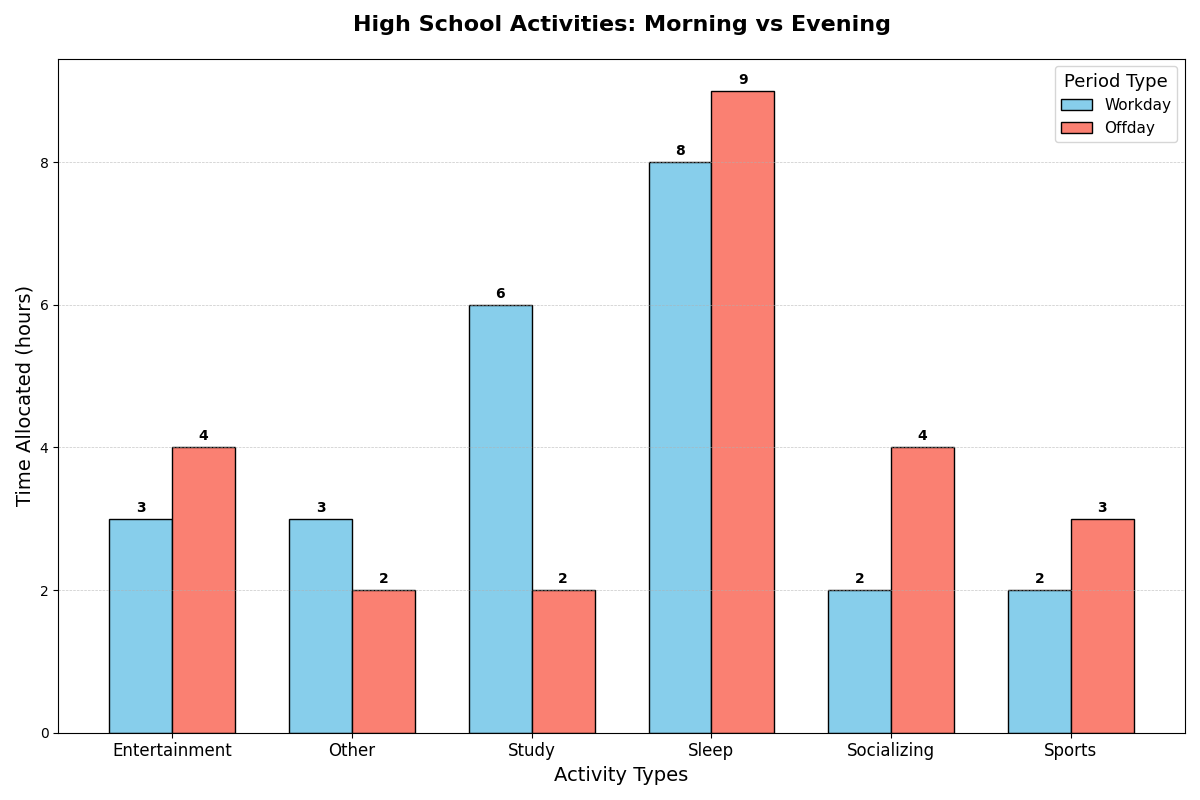 High School Activities: Morning vs Evening
Period Type
Workday
Offday
Time Allocated (hours)
8
6
4
2
0
3
4
3
2
6
2
8
9
2
4
2
3
Entertainment
Other
Study
Sleep
Socializing
Sports
Activity Types